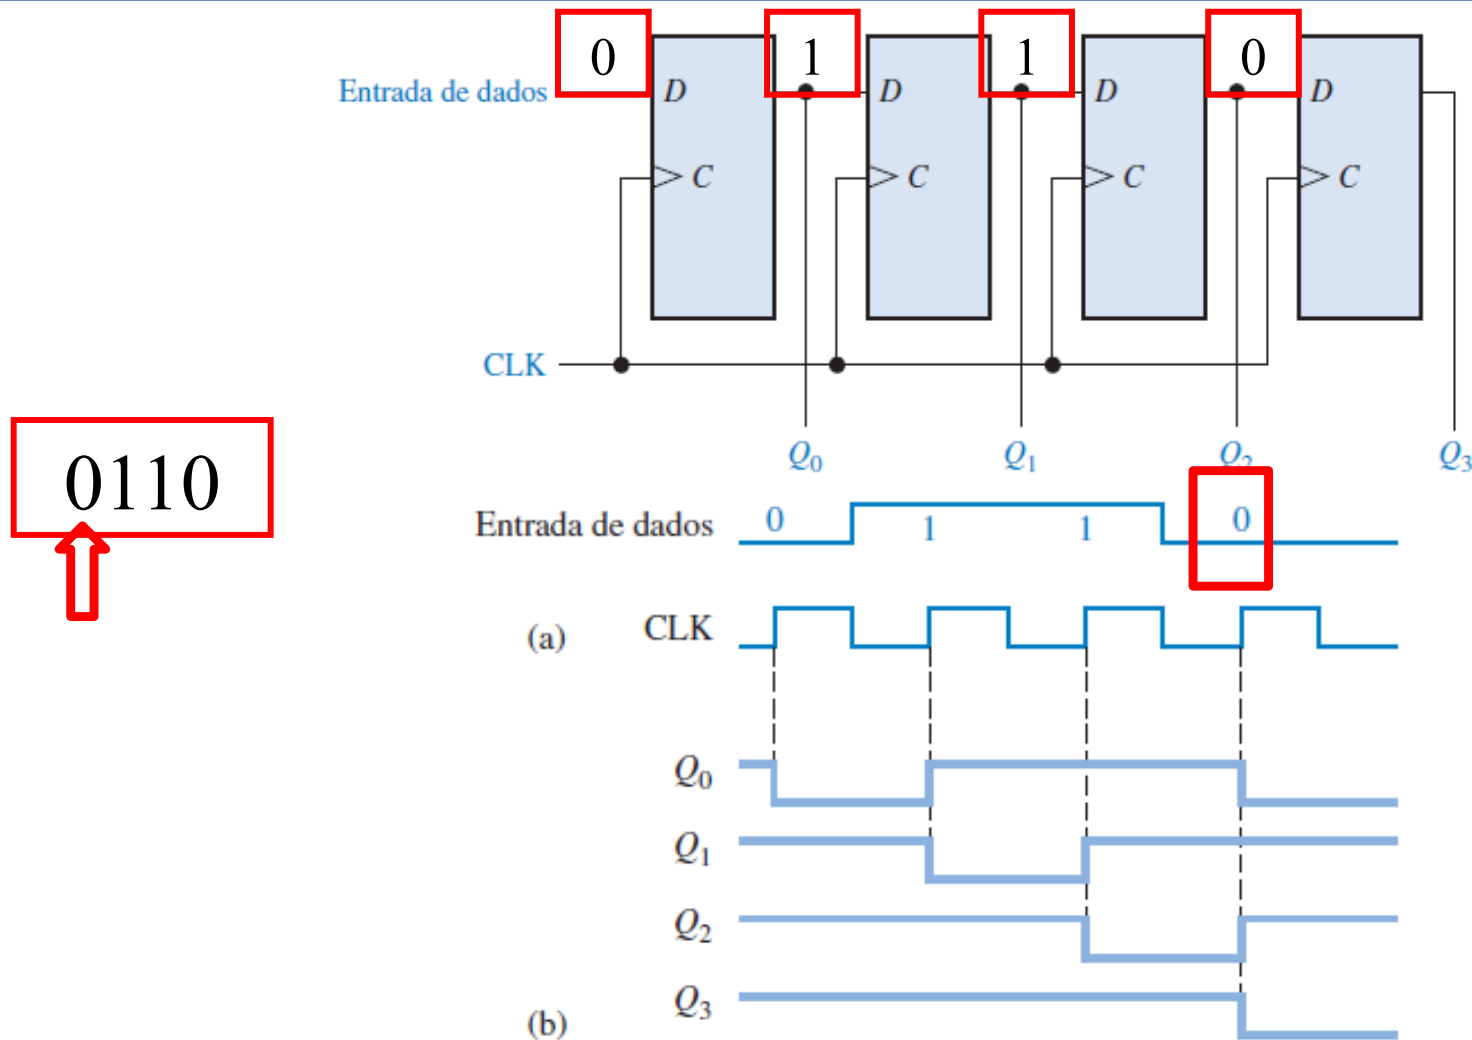 0 1 1 0
Entrada de dados D D D D
C C C C
CLK
Q0 Q1 Q2 Q3
0110
Entrada de dados 0 1 1 0
(a) CLK
Q0
Q1
Q2
Q3
(b)